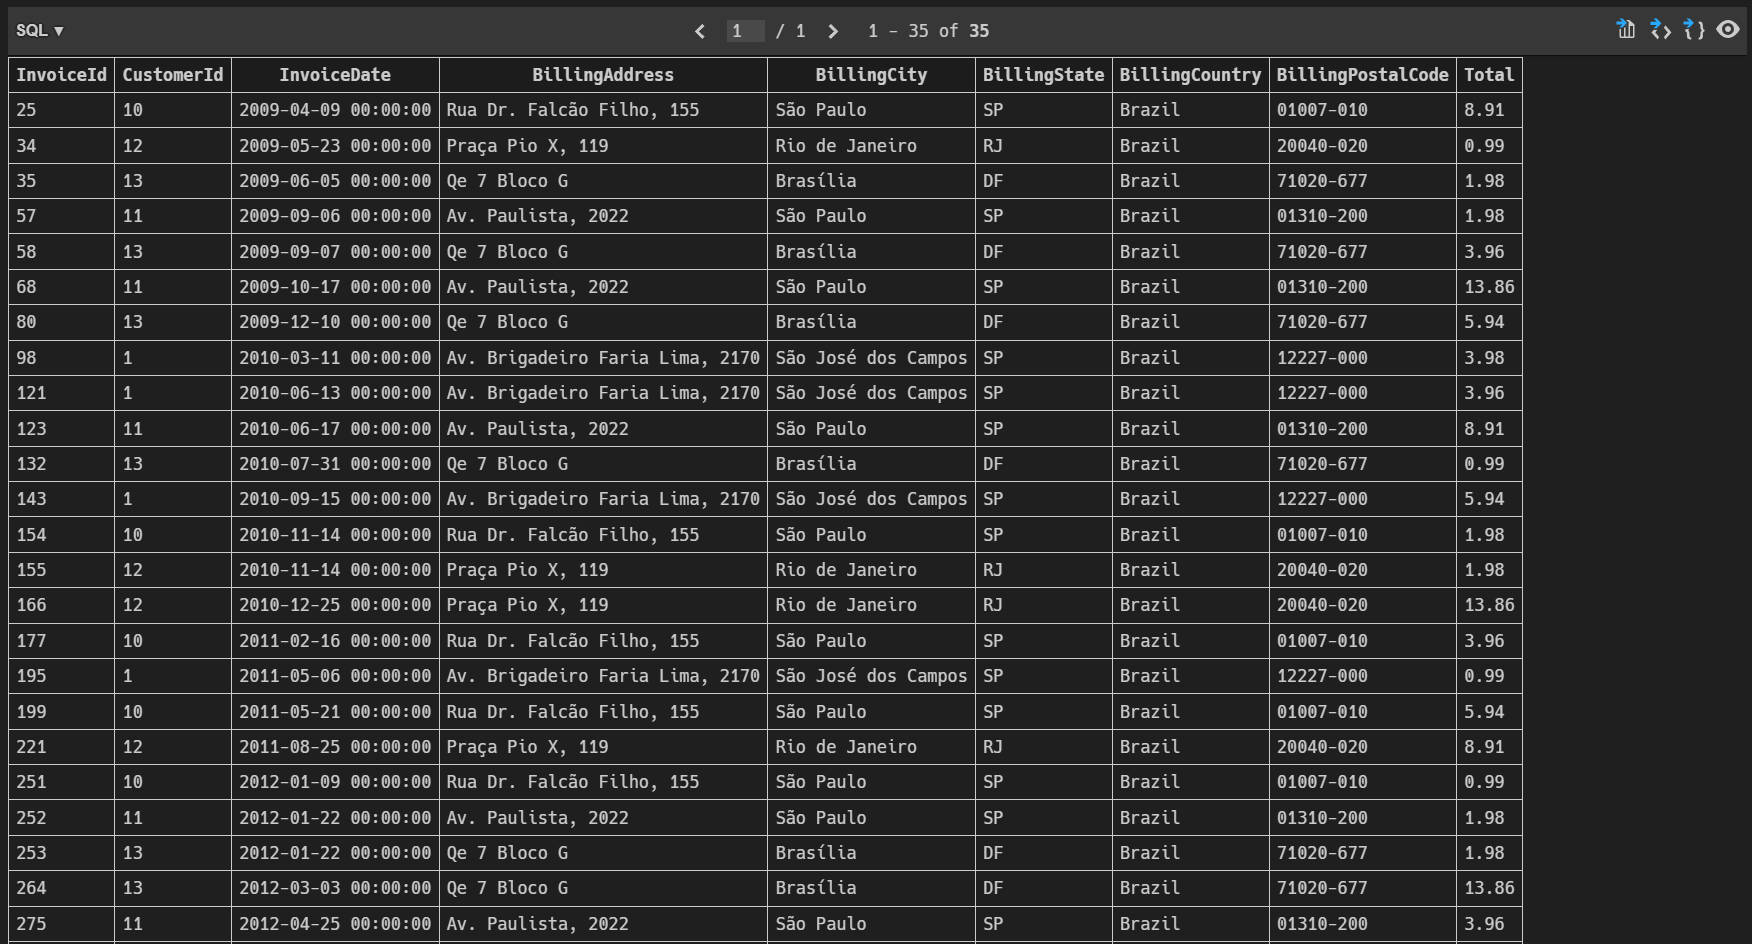 SQL ▼ 1 / 1 1 - 35 of 35
InvoiceId CustomerId InvoiceDate BillingAddress BillingCity BillingState BillingCountry BillingPostalCode Total
25 10 2009-04-09 00:00:00 Rua Dr. Falcão Filho, 155 São Paulo SP Brazil 01007-010 8.91
34 12 2009-05-23 00:00:00 Praça Pio X, 119 Rio de Janeiro RJ Brazil 20040-020 0.99
35 13 2009-06-05 00:00:00 Qe 7 Bloco G Brasília DF Brazil 71020-677 1.98
57 11 2009-09-06 00:00:00 Av. Paulista, 2022 São Paulo SP Brazil 01310-200 1.98
58 13 2009-09-07 00:00:00 Qe 7 Bloco G Brasília DF Brazil 71020-677 3.96
68 11 2009-10-17 00:00:00 Av. Paulista, 2022 São Paulo SP Brazil 01310-200 13.86
80 13 2009-12-10 00:00:00 Qe 7 Bloco G Brasília DF Brazil 71020-677 5.94
98 1 2010-03-11 00:00:00 Av. Brigadeiro Faria Lima, 2170 São José dos Campos SP Brazil 12227-000 3.98
121 1 2010-06-13 00:00:00 Av. Brigadeiro Faria Lima, 2170 São José dos Campos SP Brazil 12227-000 3.96
123 11 2010-06-17 00:00:00 Av. Paulista, 2022 São Paulo SP Brazil 01310-200 8.91
132 13 2010-07-31 00:00:00 Qe 7 Bloco G Brasília DF Brazil 71020-677 0.99
143 1 2010-09-15 00:00:00 Av. Brigadeiro Faria Lima, 2170 São José dos Campos SP Brazil 12227-000 5.94
154 10 2010-11-14 00:00:00 Rua Dr. Falcão Filho, 155 São Paulo SP Brazil 01007-010 1.98
155 12 2010-11-14 00:00:00 Praça Pio X, 119 Rio de Janeiro RJ Brazil 20040-020 1.98
166 12 2010-12-25 00:00:00 Praça Pio X, 119 Rio de Janeiro RJ Brazil 20040-020 13.86
177 10 2011-02-16 00:00:00 Rua Dr. Falcão Filho, 155 São Paulo SP Brazil 01007-010 3.96
195 1 2011-05-06 00:00:00 Av. Brigadeiro Faria Lima, 2170 São José dos Campos SP Brazil 12227-000 0.99
199 10 2011-05-21 00:00:00 Rua Dr. Falcão Filho, 155 São Paulo SP Brazil 01007-010 5.94
221 12 2011-08-25 00:00:00 Praça Pio X, 119 Rio de Janeiro RJ Brazil 20040-020 8.91
251 10 2012-01-09 00:00:00 Rua Dr. Falcão Filho, 155 São Paulo SP Brazil 01007-010 0.99
252 11 2012-01-22 00:00:00 Av. Paulista, 2022 São Paulo SP Brazil 01310-200 1.98
253 13 2012-01-22 00:00:00 Qe 7 Bloco G Brasília DF Brazil 71020-677 1.98
264 13 2012-03-03 00:00:00 Qe 7 Bloco G Brasília DF Brazil 71020-677 13.86
275 11 2012-04-25 00:00:00 Av. Paulista, 2022 São Paulo SP Brazil 01310-200 3.96